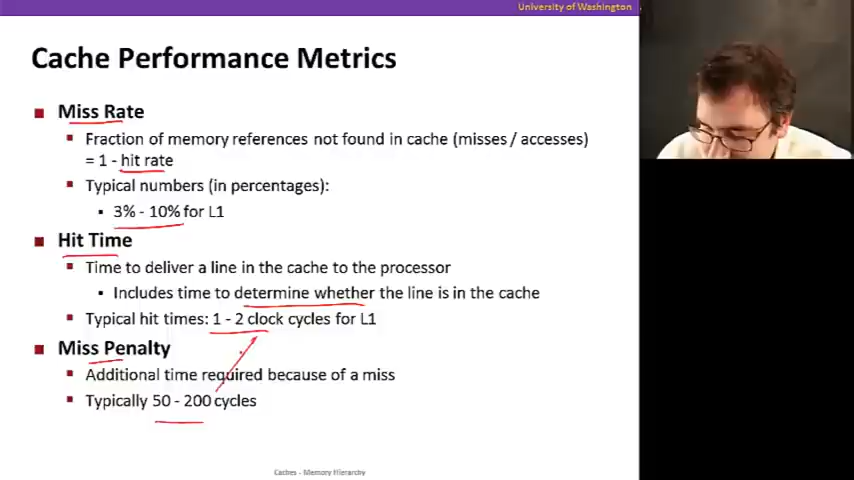 University of Washington
Cache Performance Metrics
Miss Rate
Fraction of memory references not found in cache (misses / accesses)
= 1 - hit rate
Typical numbers (in percentages):
3% - 10% for L1
Hit Time
Time to deliver a line in the cache to the processor
Includes time to determine whether the line is in the cache
Typical hit times: 1 - 2 clock cycles for L1
Miss Penalty
Additional time required because of a miss
Typically 50 - 200 cycles
Caches - Memory Hierarchy